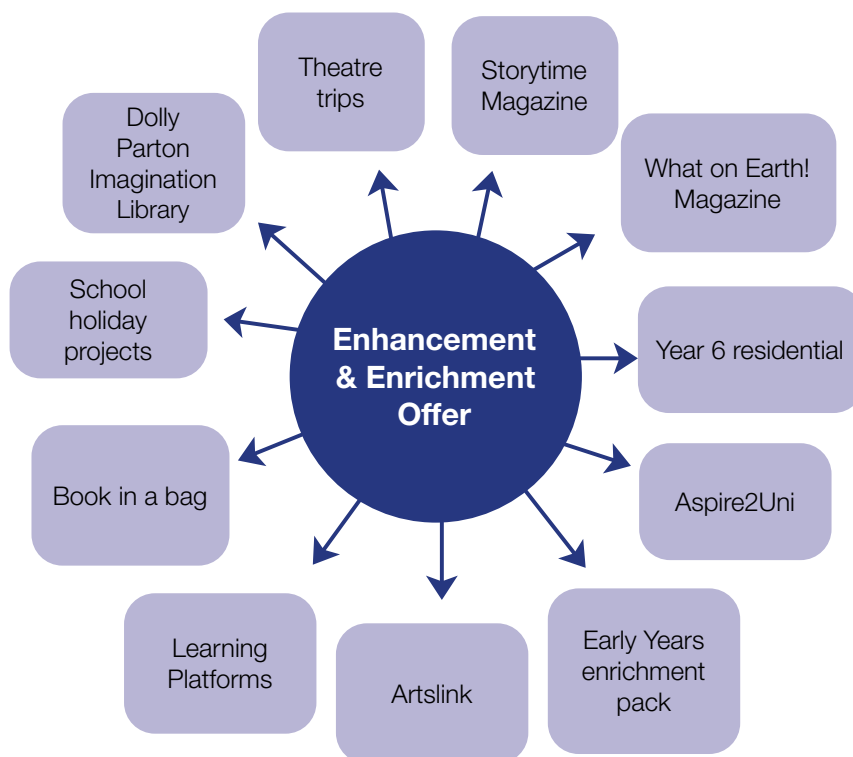 Theatre
trips
Storytime
Magazine
Dolly
Parton
Imagination
Library
What on Earth!
Magazine
School
holiday
projects
Enhancement
& Enrichment
Offer
Year 6 residential
Book in a bag
Aspire2Uni
Learning
Platforms
Artslink
Early Years
enrichment
pack